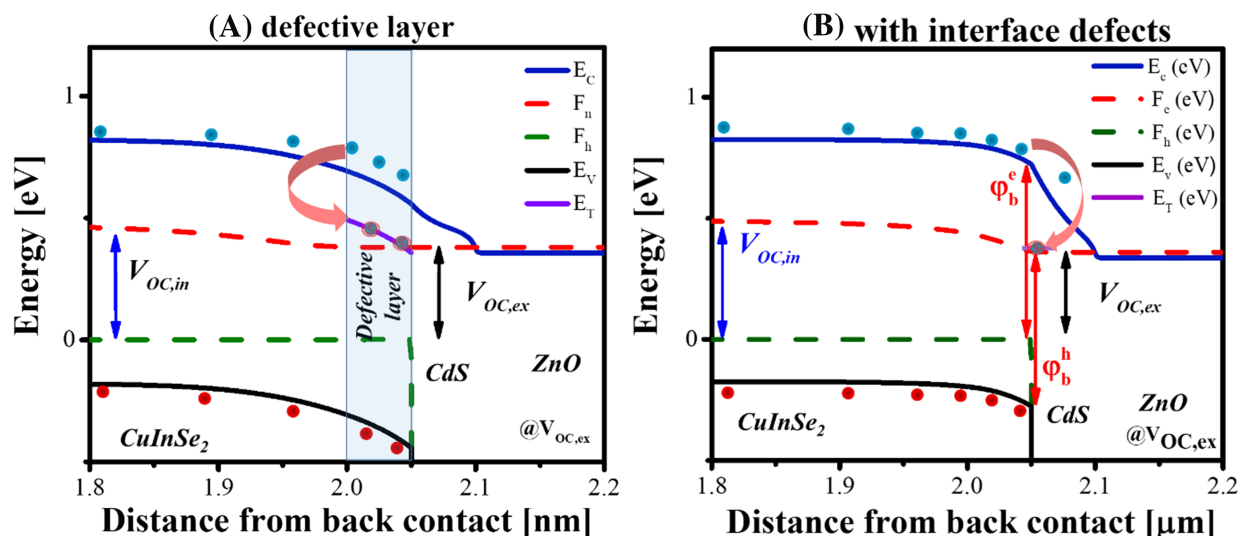 (A) defective layer
Energy [eV]
1
0
E_C
F_n
F_h
E_V
E_T
V_OC,in
Defective
layer
V_OC,ex
CdS
ZnO
CuInSe_2
@V_OC,ex
1.8 1.9 2.0 2.1 2.2
Distance from back contact [nm]
(B) with interface defects
Energy [eV]
1
0
E_c (eV)
F_e (eV)
F_h (eV)
E_v (eV)
E_T (eV)
φ_b^e
V_OC,in
V_OC,ex
φ_b^h
CdS
ZnO
CuInSe_2
@V_OC,ex
1.8 1.9 2.0 2.1 2.2
Distance from back contact [μm]